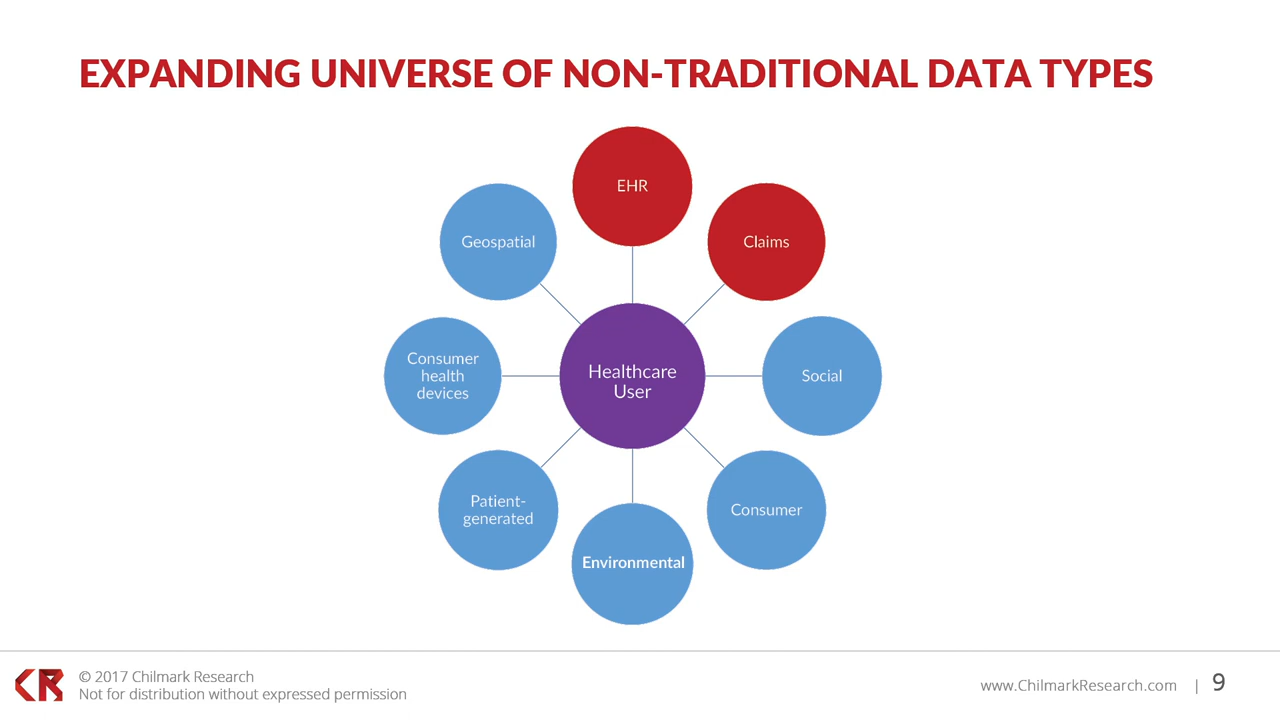 EXPANDING UNIVERSE OF NON-TRADITIONAL DATA TYPES
EHR
Claims
Social
Consumer
Environmental
Patient-
generated
Consumer
health
devices
Geospatial
Healthcare
User
© 2017 Chilmark Research
Not for distribution without expressed permission
www.ChilmarkResearch.com | 9